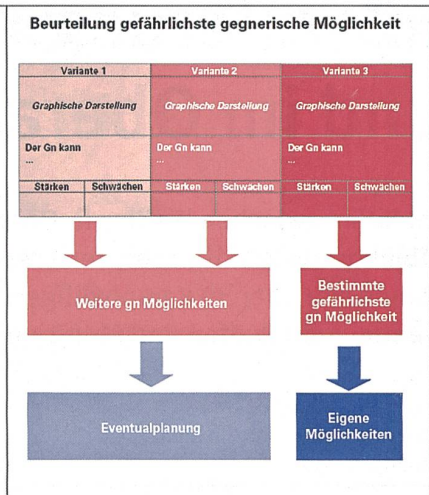 Beurteilung gefährlichste gegnerische Möglichkeit
Variante 1
Variante 2
Variante 3
Graphische Darstellung
Graphische Darstellung
Graphische Darstellung
Der Gn kann
...
Der Gn kann
...
Der Gn kann
...
Stärken
Schwächen
Stärken
Schwächen
Stärken
Schwächen
Weitere gn Möglichkeiten
Bestimmte
gefährlichste
gn Möglichkeit
Eventualplanung
Eigene
Möglichkeiten